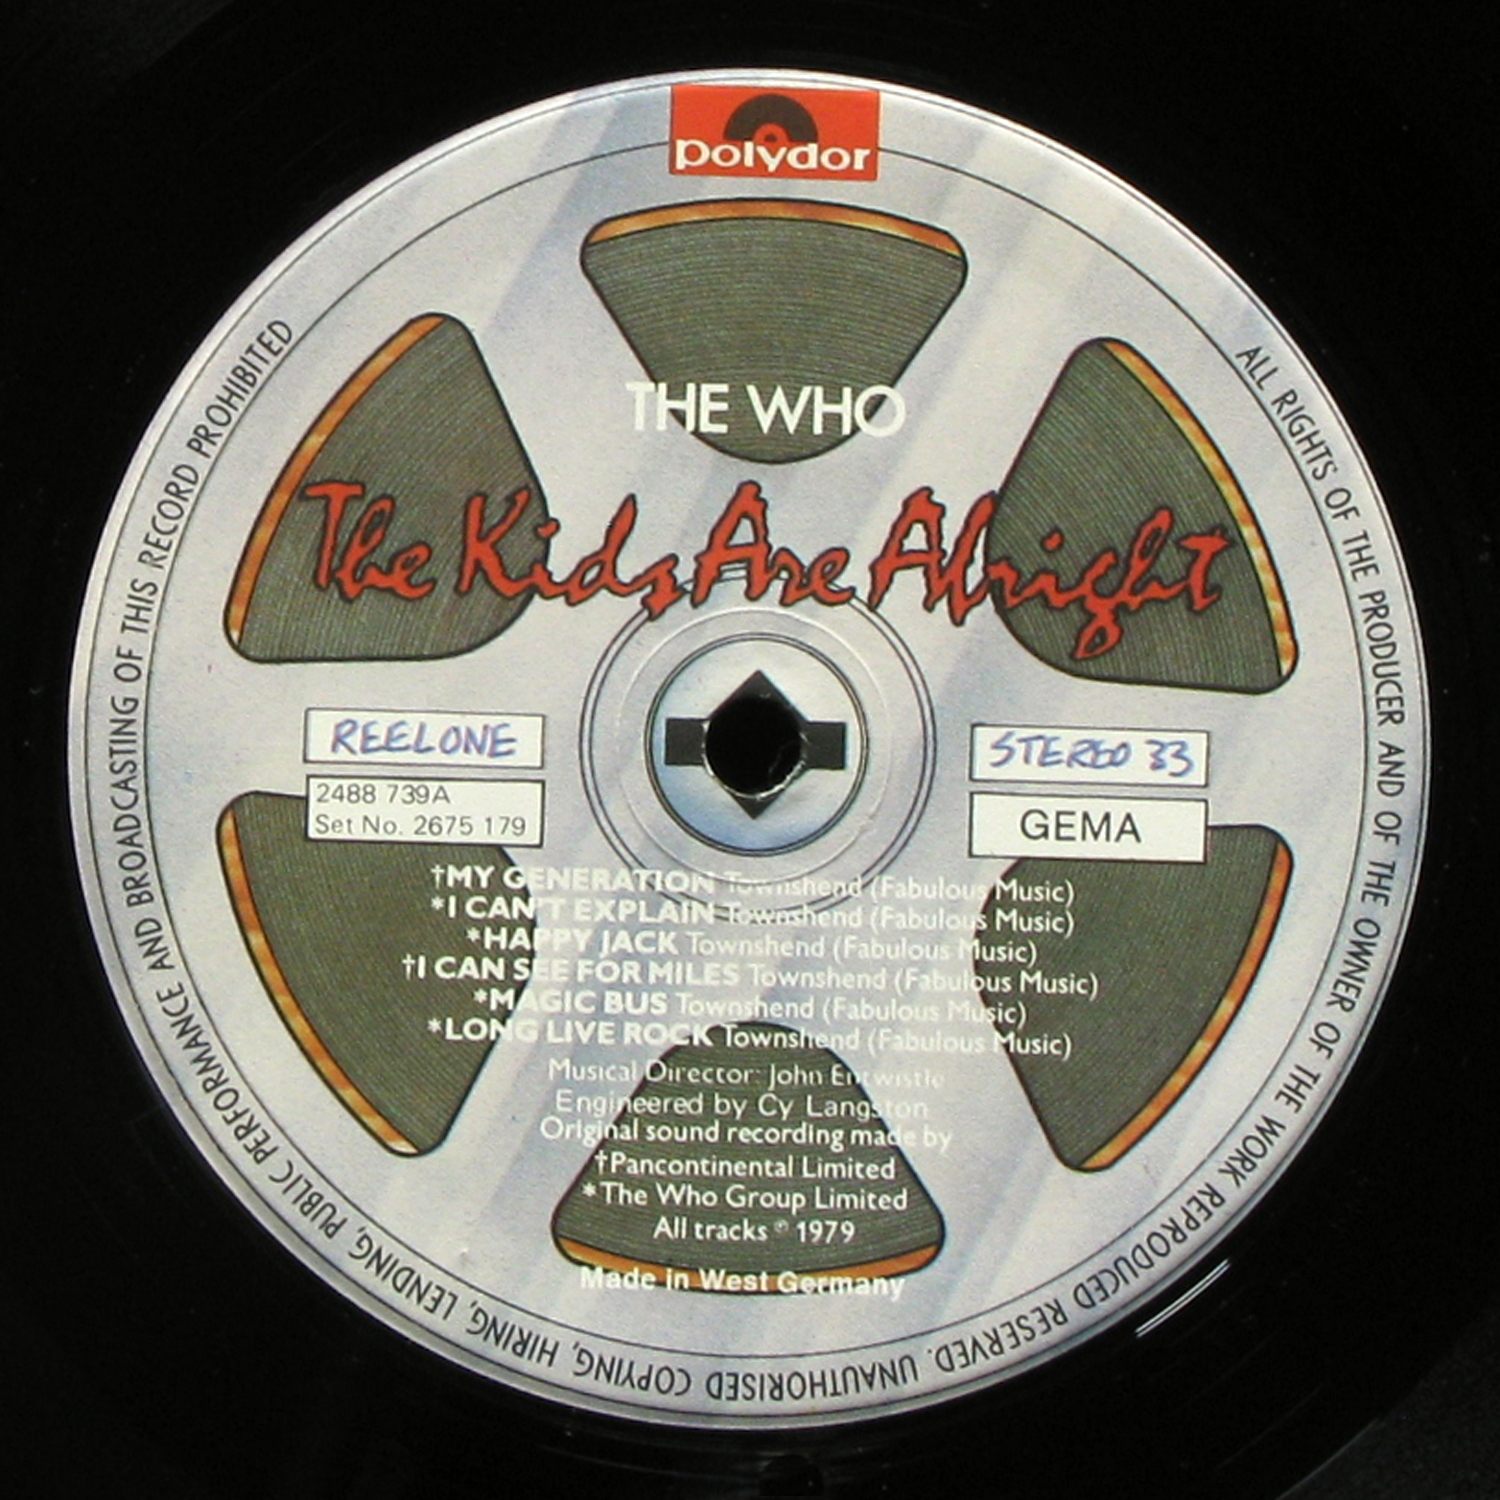 polydor
THE WHO
The Kids Are Alright
REEL ONE
2488 739A
Set No. 2675 179
STEREO 33
GEMA
†MY GENERATION Townshend (Fabulous Music)
*I CAN'T EXPLAIN Townshend (Fabulous Music)
*HAPPY JACK Townshend (Fabulous Music)
†I CAN SEE FOR MILES Townshend (Fabulous Music)
*MAGIC BUS Townshend (Fabulous Music)
*LONG LIVE ROCK Townshend (Fabulous Music)
Musical Director: John Entwistle
Engineered by Cy Langston
Original sound recording made by
†Pancontinental Limited
*The Who Group Limited
All tracks ℗ 1979
Made in West Germany
ALL RIGHTS OF THE PRODUCER AND OF THE OWNER OF THE WORK REPRODUCED RESERVED. UNAUTHORISED COPYING, HIRING, LENDING, PUBLIC PERFORMANCE AND BROADCASTING OF THIS RECORD PROHIBITED